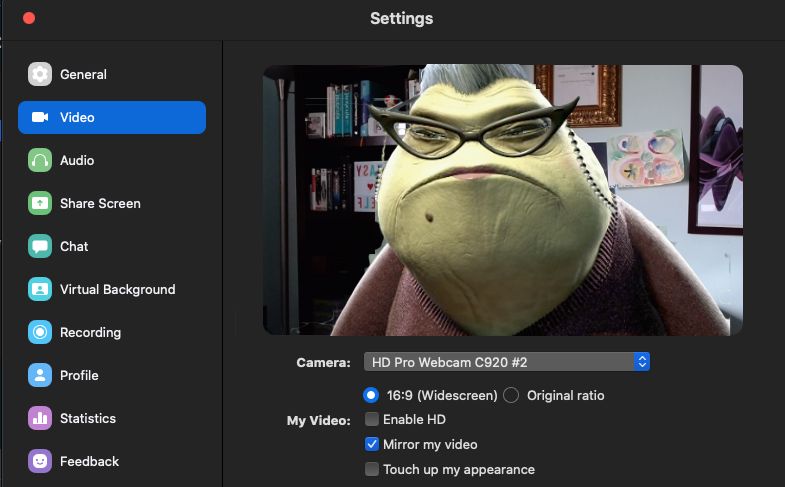 Settings
General
Video
Audio
Share Screen
Chat
Virtual Background
Recording
Profile
Statistics
Feedback
Camera: HD Pro Webcam C920 #2
16:9 (Widescreen) Original ratio
My Video: Enable HD
Mirror my video
Touch up my appearance